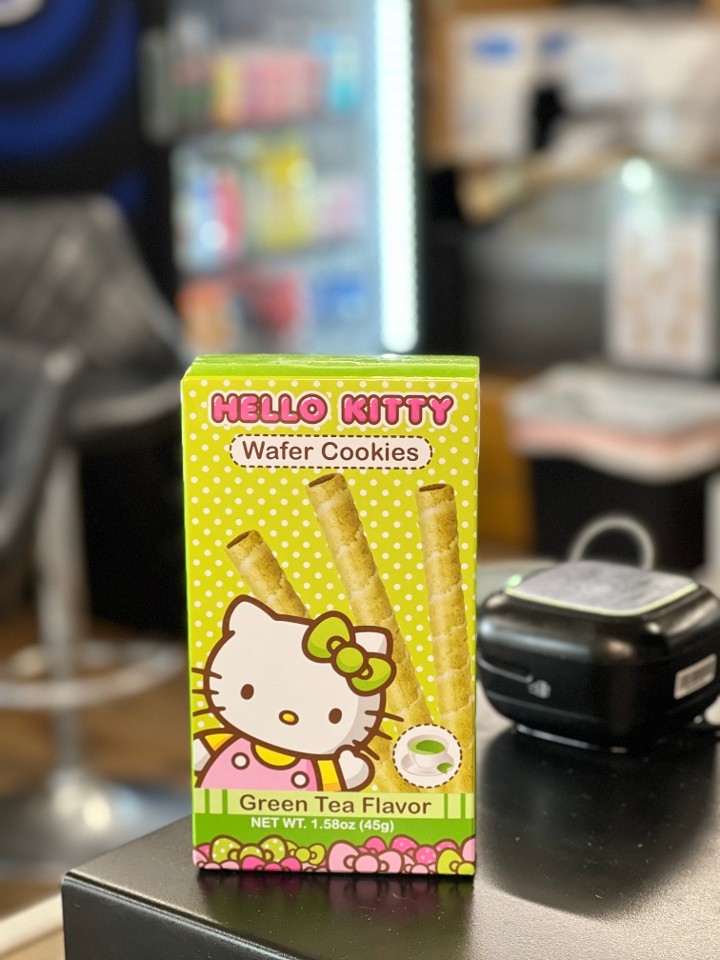 HELLO KITTY
Wafer Cookies
Green Tea Flavor
NET WT. 1.58oz (45g)